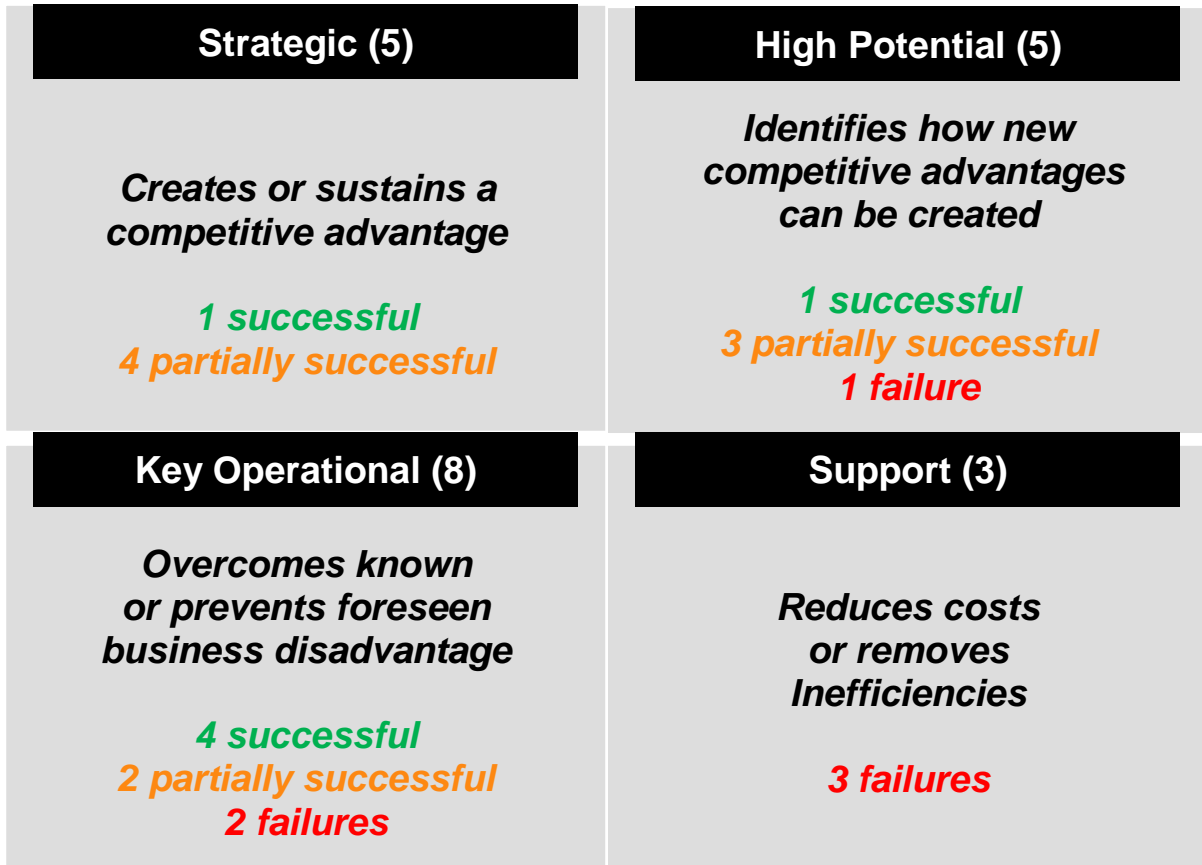 Strategic (5)
Creates or sustains a
competitive advantage
1 successful
4 partially successful
High Potential (5)
Identifies how new
competitive advantages
can be created
1 successful
3 partially successful
1 failure
Key Operational (8)
Overcomes known
or prevents foreseen
business disadvantage
4 successful
2 partially successful
2 failures
Support (3)
Reduces costs
or removes
Inefficiencies
3 failures